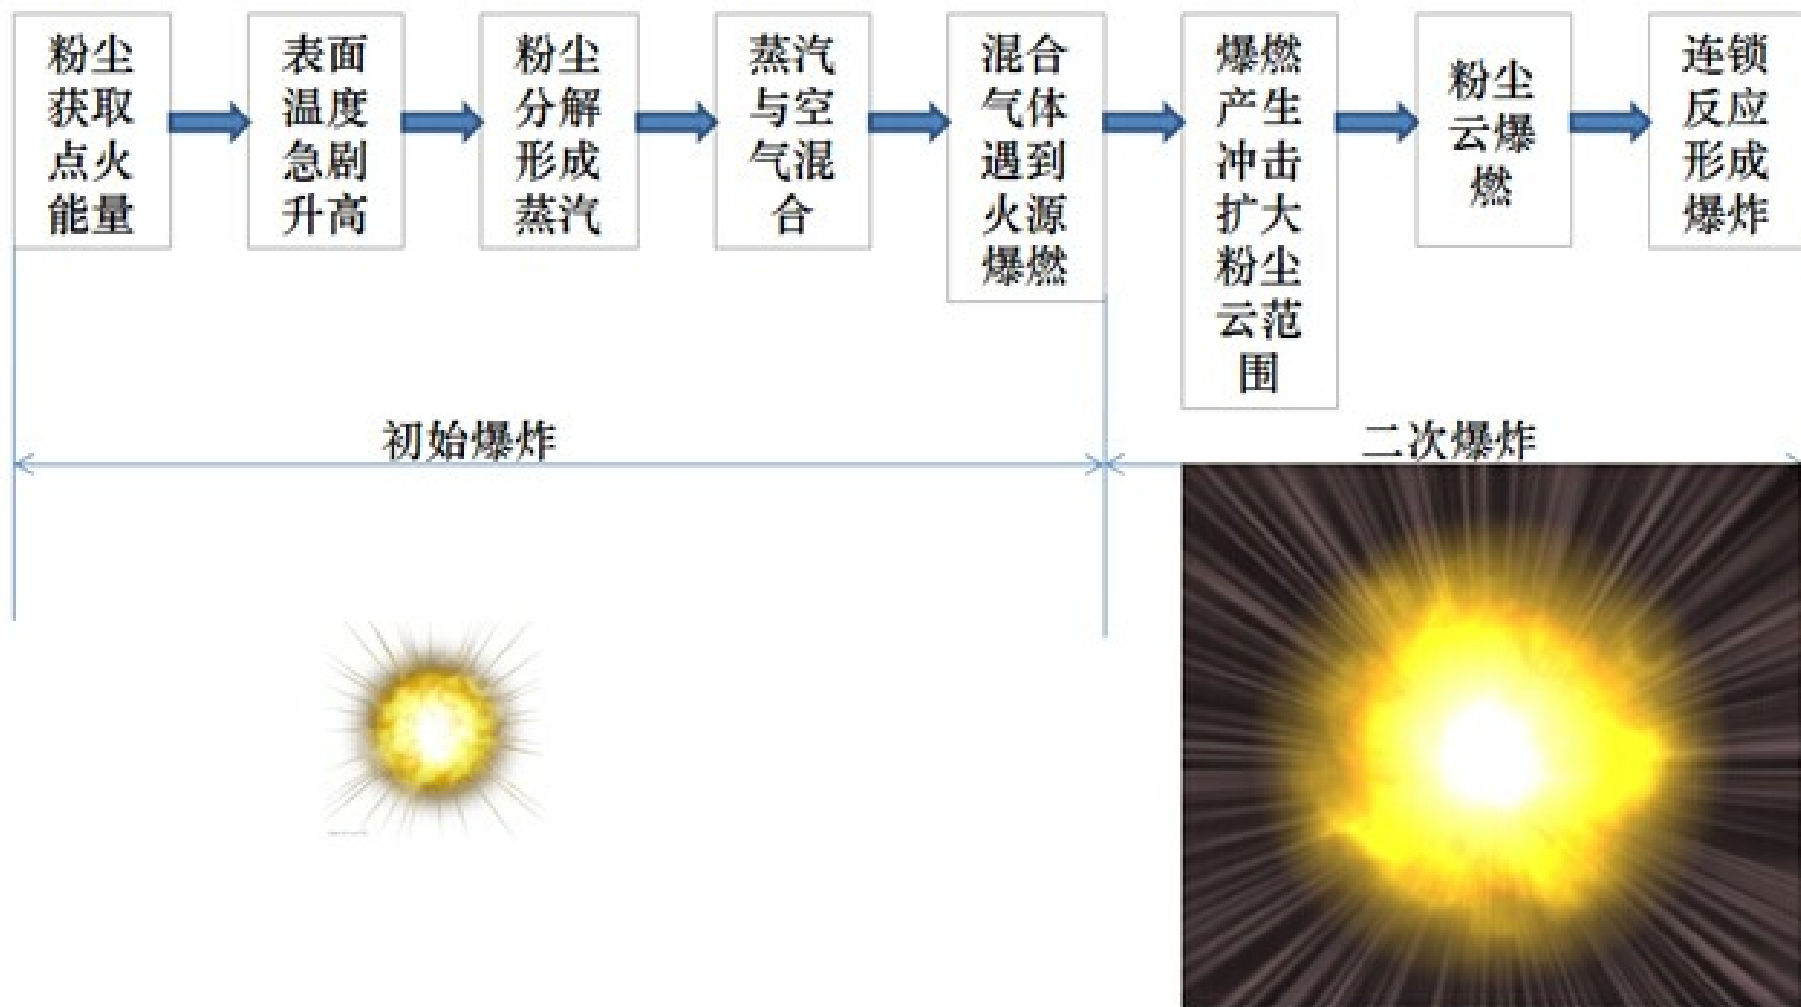 粉尘
获取
点火
能量
表面
温度
急剧
升高
粉尘
分解
形成
蒸汽
蒸汽
与空
气混
合
混合
气体
遇到
火源
爆燃
爆燃
产生
冲击
扩大
粉尘
云范
围
粉尘
云爆
燃
连锁
反应
形成
爆炸
初始爆炸
二次爆炸